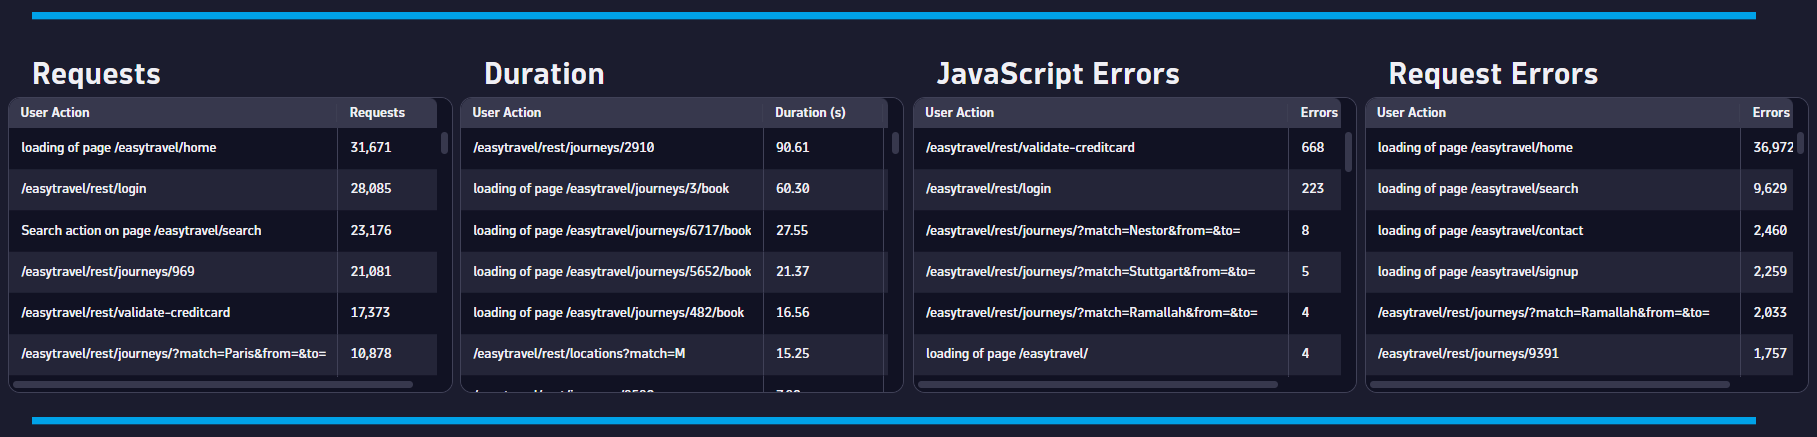 Requests
User Action Requests
loading of page /easytravel/home 31,671
/easytravel/rest/login 28,085
Search action on page /easytravel/search 23,176
/easytravel/rest/journeys/969 21,081
/easytravel/rest/validate-creditcard 17,373
/easytravel/rest/journeys/?match=Paris&from=&to= 10,878
Duration
User Action Duration (s)
/easytravel/rest/journeys/2910 90.61
loading of page /easytravel/journeys/3/book 60.30
loading of page /easytravel/journeys/6717/book 27.55
loading of page /easytravel/journeys/5652/book 21.37
loading of page /easytravel/journeys/482/book 16.56
/easytravel/rest/locations?match=M 15.25
JavaScript Errors
User Action Errors
/easytravel/rest/validate-creditcard 668
/easytravel/rest/login 223
/easytravel/rest/journeys/?match=Nestor&from=&to= 8
/easytravel/rest/journeys/?match=Stuttgart&from=&to= 5
/easytravel/rest/journeys/?match=Ramallah&from=&to= 4
loading of page /easytravel/ 4
Request Errors
User Action Errors
loading of page /easytravel/home 36,972
loading of page /easytravel/search 9,629
loading of page /easytravel/contact 2,460
loading of page /easytravel/signup 2,259
/easytravel/rest/journeys/?match=Ramallah&from=&to= 2,033
/easytravel/rest/journeys/9391 1,757